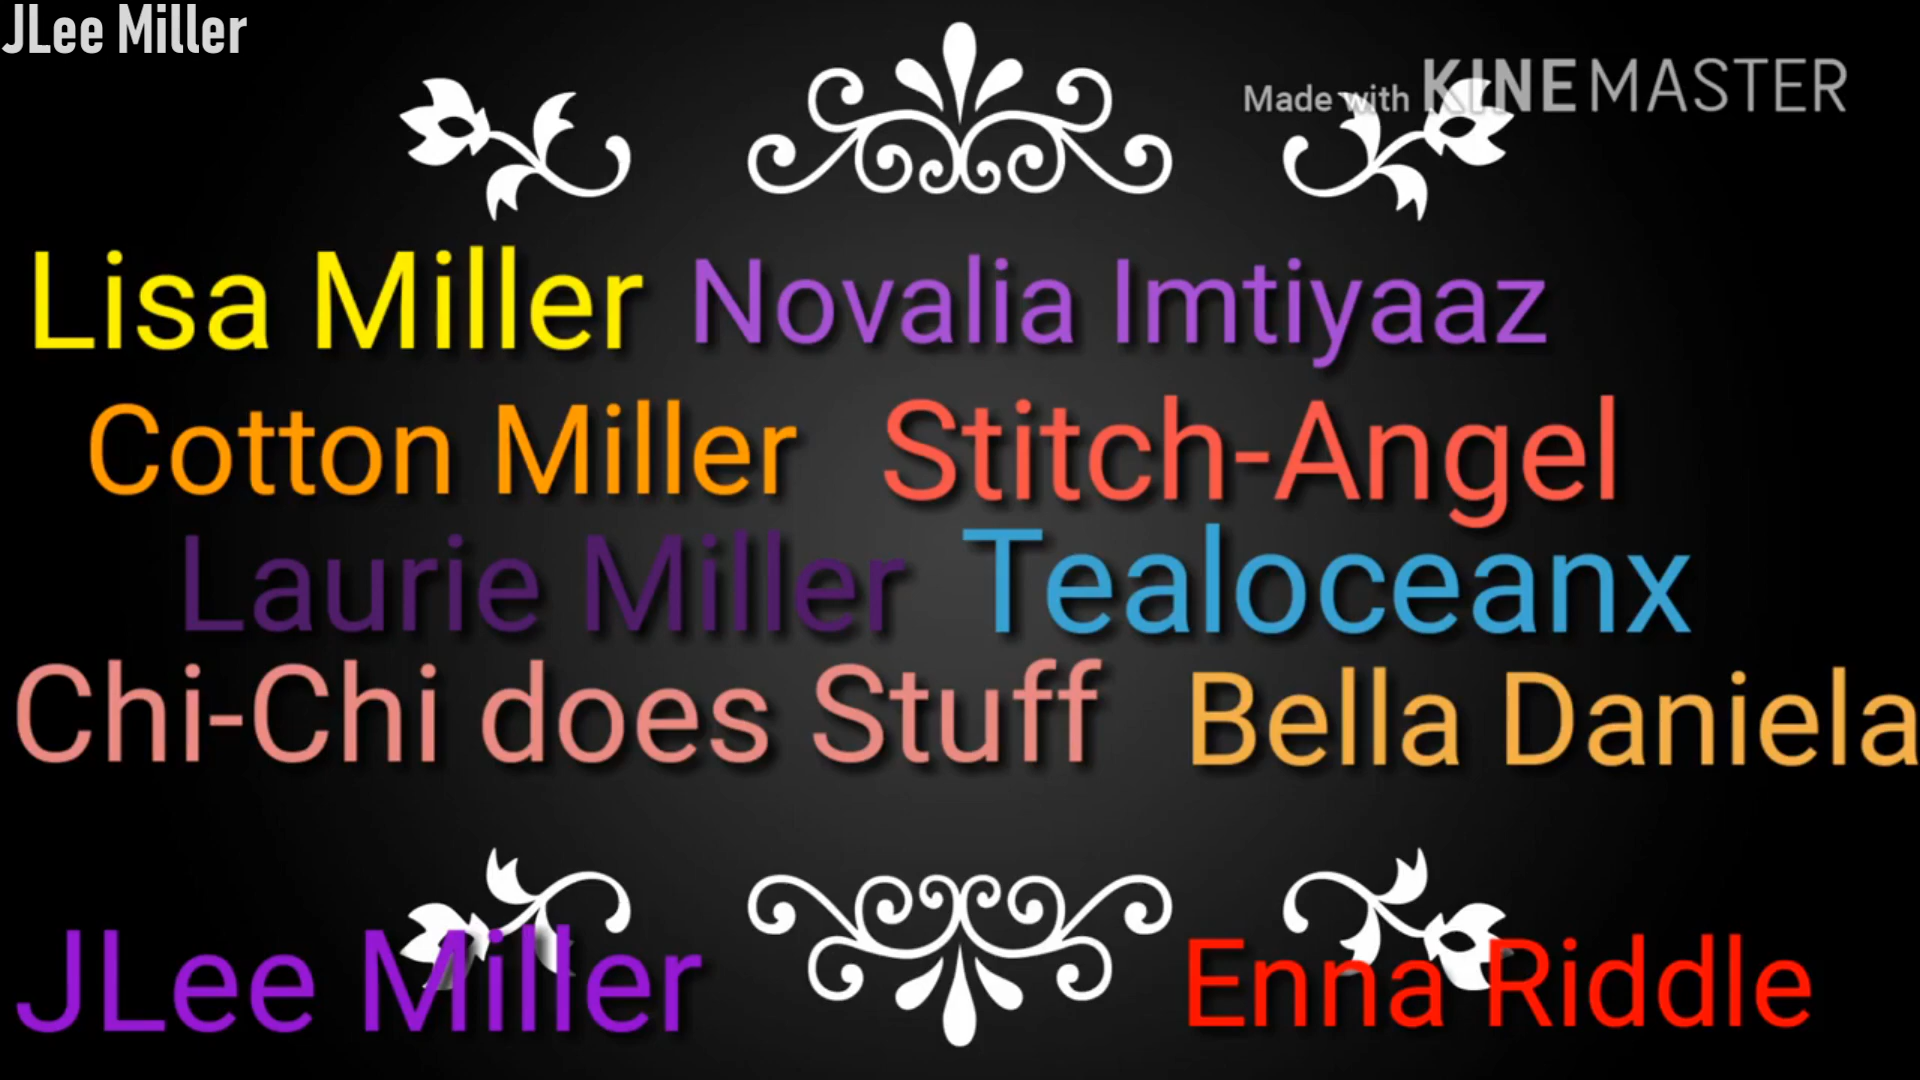 JLee Miller
Made with KINEMASTER
Lisa Miller Novalia Imtiyaaz
Cotton Miller Stitch-Angel
Laurie Miller Tealoceanx
Chi-Chi does Stuff Bella Daniela
JLee Miller Enna Riddle